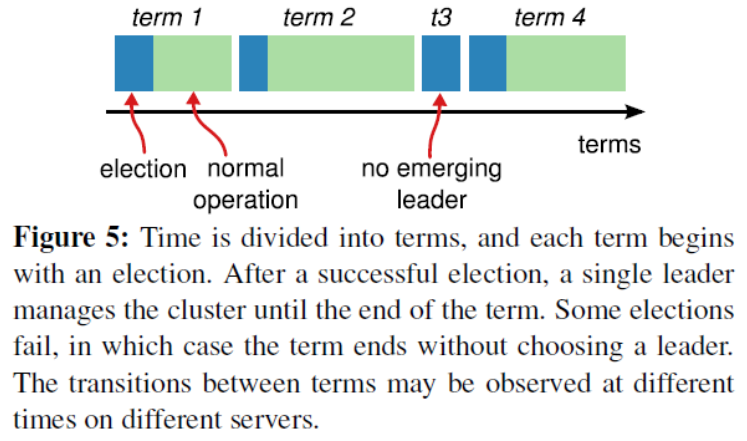 term 1 term 2 t3 term 4
terms
election normal operation no emerging leader
Figure 5: Time is divided into terms, and each term begins
with an election. After a successful election, a single leader
manages the cluster until the end of the term. Some elections
fail, in which case the term ends without choosing a leader.
The transitions between terms may be observed at different
times on different servers.